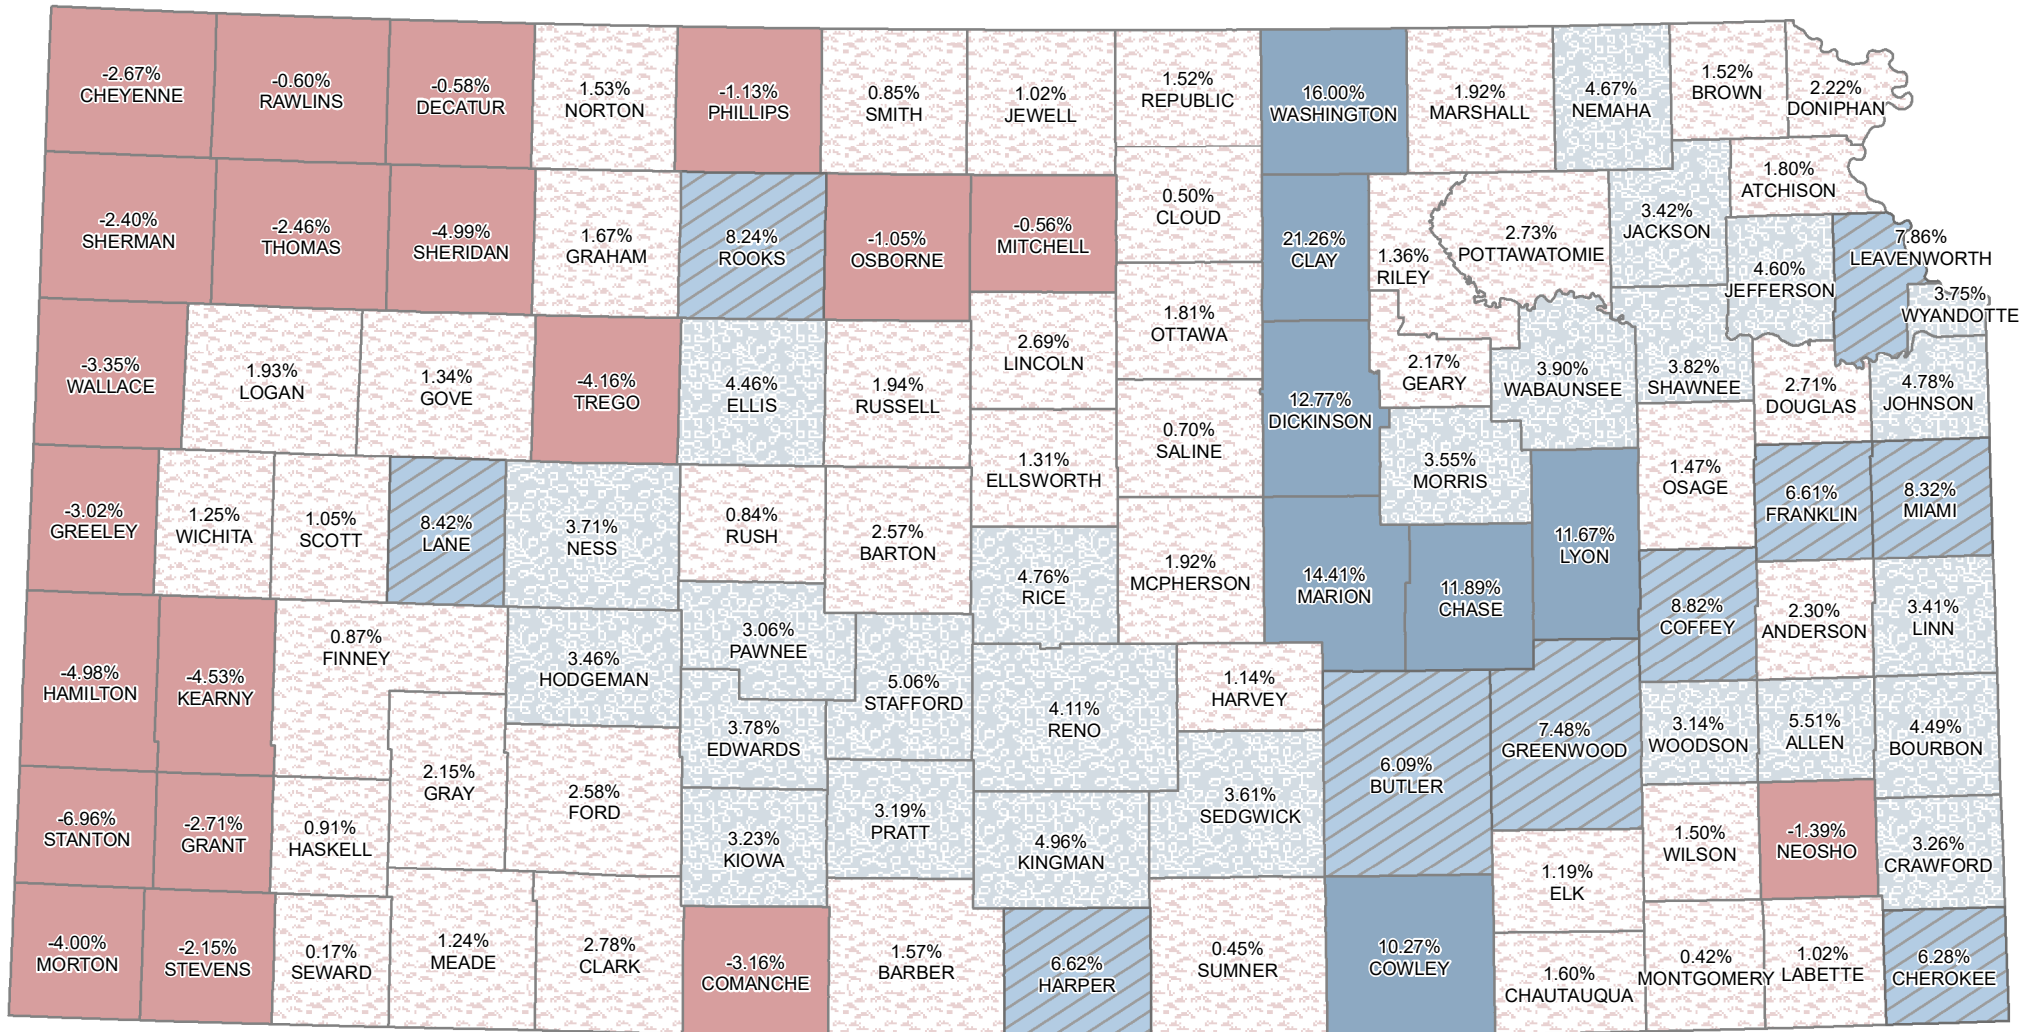 -2.67%
CHEYENNE
-0.60%
RAWLINS
-0.58%
DECATUR
1.53%
NORTON
-1.13%
PHILLIPS
0.85%
SMITH
1.02%
JEWELL
1.52%
REPUBLIC
16.00%
WASHINGTON
1.92%
MARSHALL
4.67%
NEMAHA
1.52%
BROWN
2.22%
DONIPHAN
-2.40%
SHERMAN
-2.46%
THOMAS
-4.99%
SHERIDAN
1.67%
GRAHAM
8.24%
ROOKS
-1.05%
OSBORNE
-0.56%
MITCHELL
0.50%
CLOUD
21.26%
CLAY
1.36%
RILEY
2.73%
POTTAWATOMIE
3.42%
JACKSON
1.80%
ATCHISON
4.60%
JEFFERSON
7.86%
LEAVENWORTH
3.75%
WYANDOTTE
-3.35%
WALLACE
1.93%
LOGAN
1.34%
GOVE
-4.16%
TREGO
4.46%
ELLIS
1.94%
RUSSELL
2.69%
LINCOLN
1.81%
OTTAWA
12.77%
DICKINSON
2.17%
GEARY
3.90%
WABAUNSEE
3.82%
SHAWNEE
2.71%
DOUGLAS
4.78%
JOHNSON
-3.02%
GREELEY
1.25%
WICHITA
1.05%
SCOTT
8.42%
LANE
3.71%
NESS
0.84%
RUSH
2.57%
BARTON
1.31%
ELLSWORTH
0.70%
SALINE
3.55%
MORRIS
11.67%
LYON
1.47%
OSAGE
6.61%
FRANKLIN
8.32%
MIAMI
4.76%
RICE
1.92%
MCPHERSON
14.41%
MARION
11.89%
CHASE
8.82%
COFFEY
2.30%
ANDERSON
3.41%
LINN
-4.98%
HAMILTON
-4.53%
KEARNY
0.87%
FINNEY
3.46%
HODGEMAN
3.06%
PAWNEE
5.06%
STAFFORD
3.78%
EDWARDS
4.11%
RENO
1.14%
HARVEY
6.09%
BUTLER
7.48%
GREENWOOD
3.14%
WOODSON
5.51%
ALLEN
4.49%
BOURBON
-6.96%
STANTON
-2.71%
GRANT
0.91%
HASKELL
2.15%
GRAY
2.58%
FORD
3.23%
KIOWA
3.19%
PRATT
4.96%
KINGMAN
3.61%
SEDGWICK
1.19%
ELK
1.50%
WILSON
-1.39%
NEOSHO
3.26%
CRAWFORD
-4.00%
MORTON
-2.15%
STEVENS
0.17%
SEWARD
1.24%
MEADE
2.78%
CLARK
-3.16%
COMANCHE
1.57%
BARBER
6.62%
HARPER
0.45%
SUMNER
10.27%
COWLEY
1.60%
CHAUTAUQUA
0.42%
MONTGOMERY
1.02%
LABETTE
6.28%
CHEROKEE